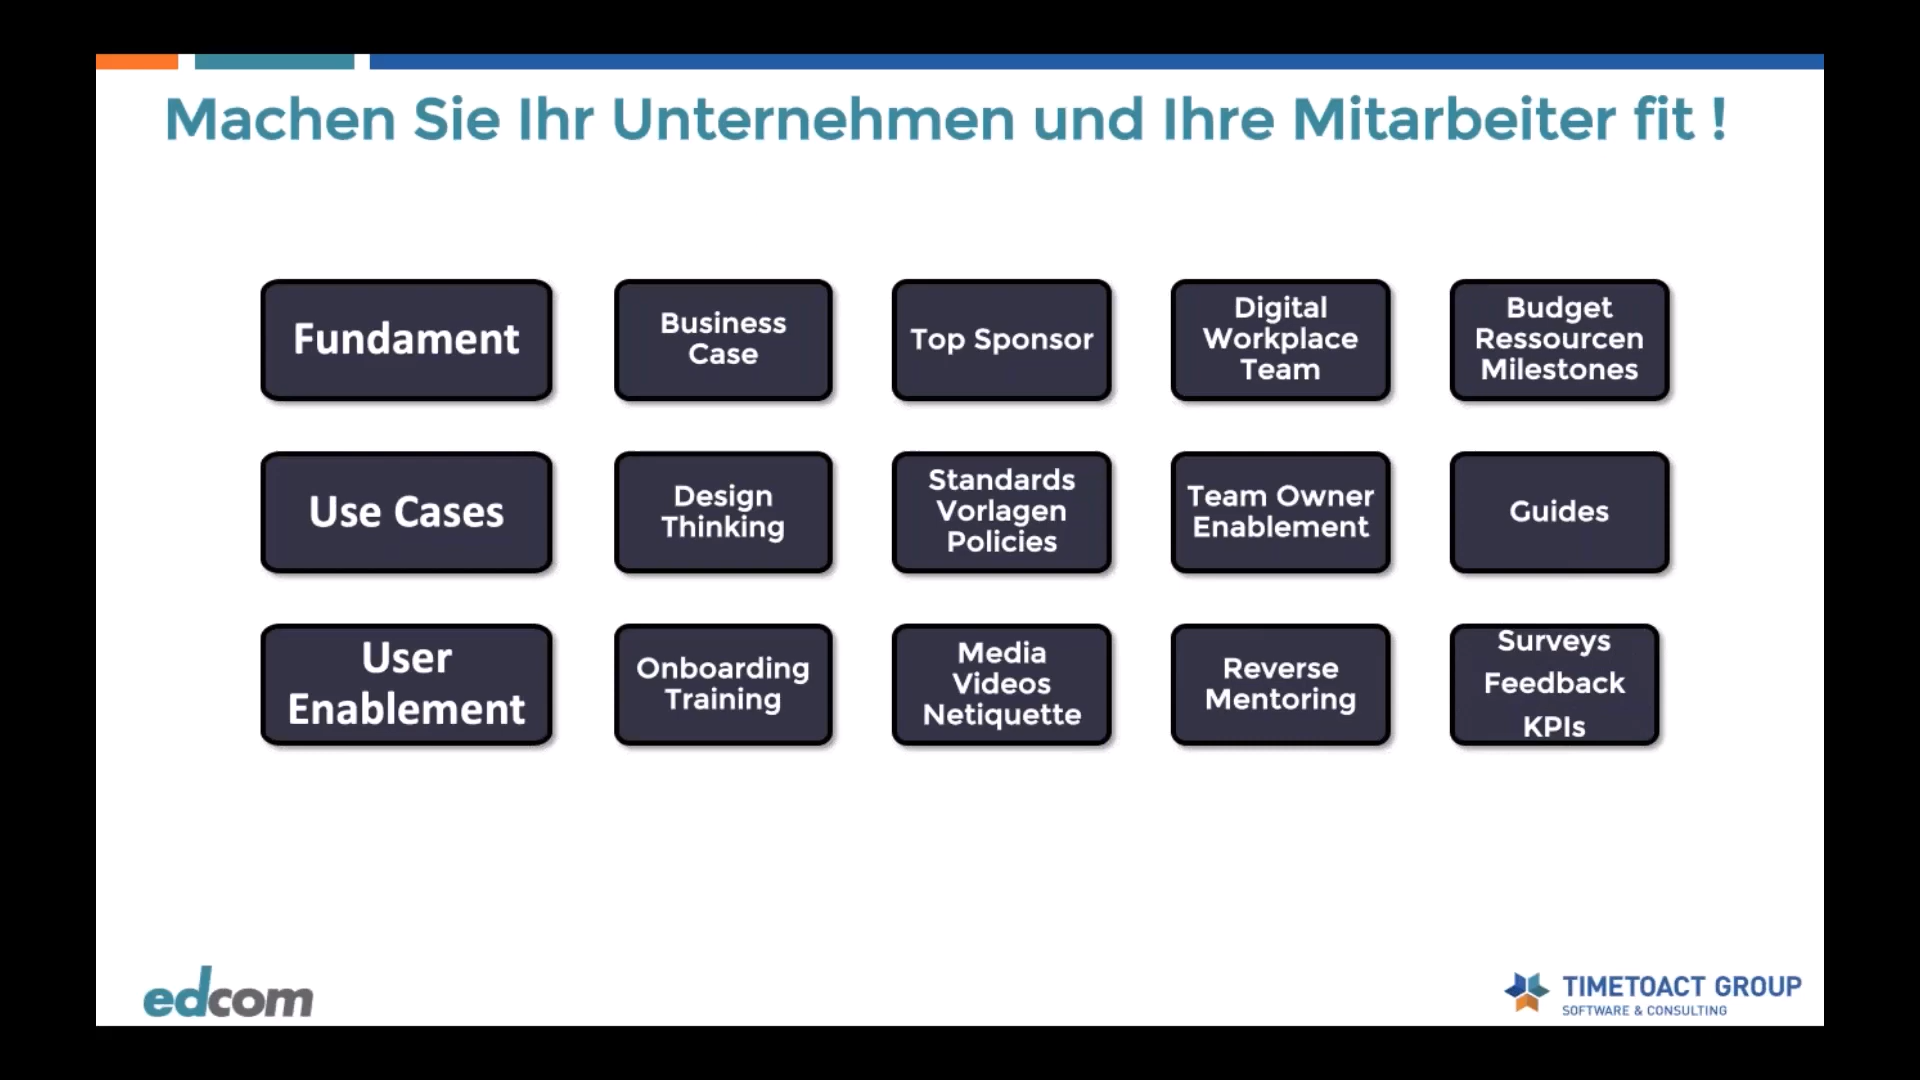 Machen Sie Ihr Unternehmen und Ihre Mitarbeiter fit !
Fundament
Business
Case
Top Sponsor
Digital
Workplace
Team
Budget
Ressourcen
Milestones
Use Cases
Design
Thinking
Standards
Vorlagen
Policies
Team Owner
Enablement
Guides
User
Enablement
Onboarding
Training
Media
Videos
Netiquette
Reverse
Mentoring
Surveys
Feedback
KPIs
edcom
TIMETOACT GROUP
SOFTWARE & CONSULTING